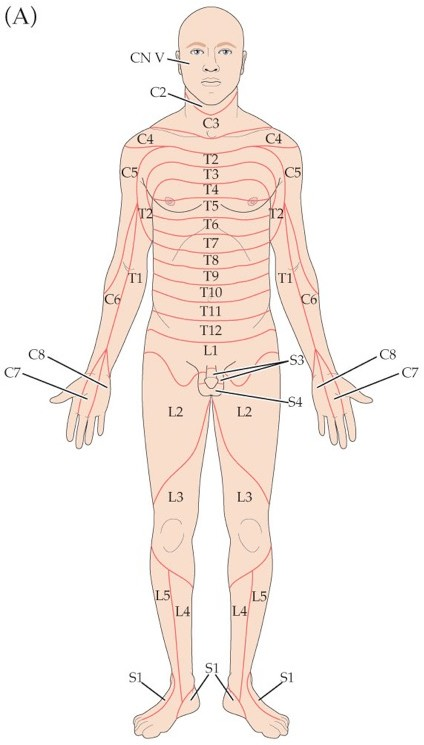 (A)
CN V
C2
C3
C4 C4
T2
C5 T3 C5
T4
T5
T2 T2
T6
T7
T8
T1 T9 T1
C6 T10 C6
T11
T12
L1
C8 S3 C8
C7 C7
S4
L2 L2
L3 L3
L5 L5
L4 L4
S1 S1 S1